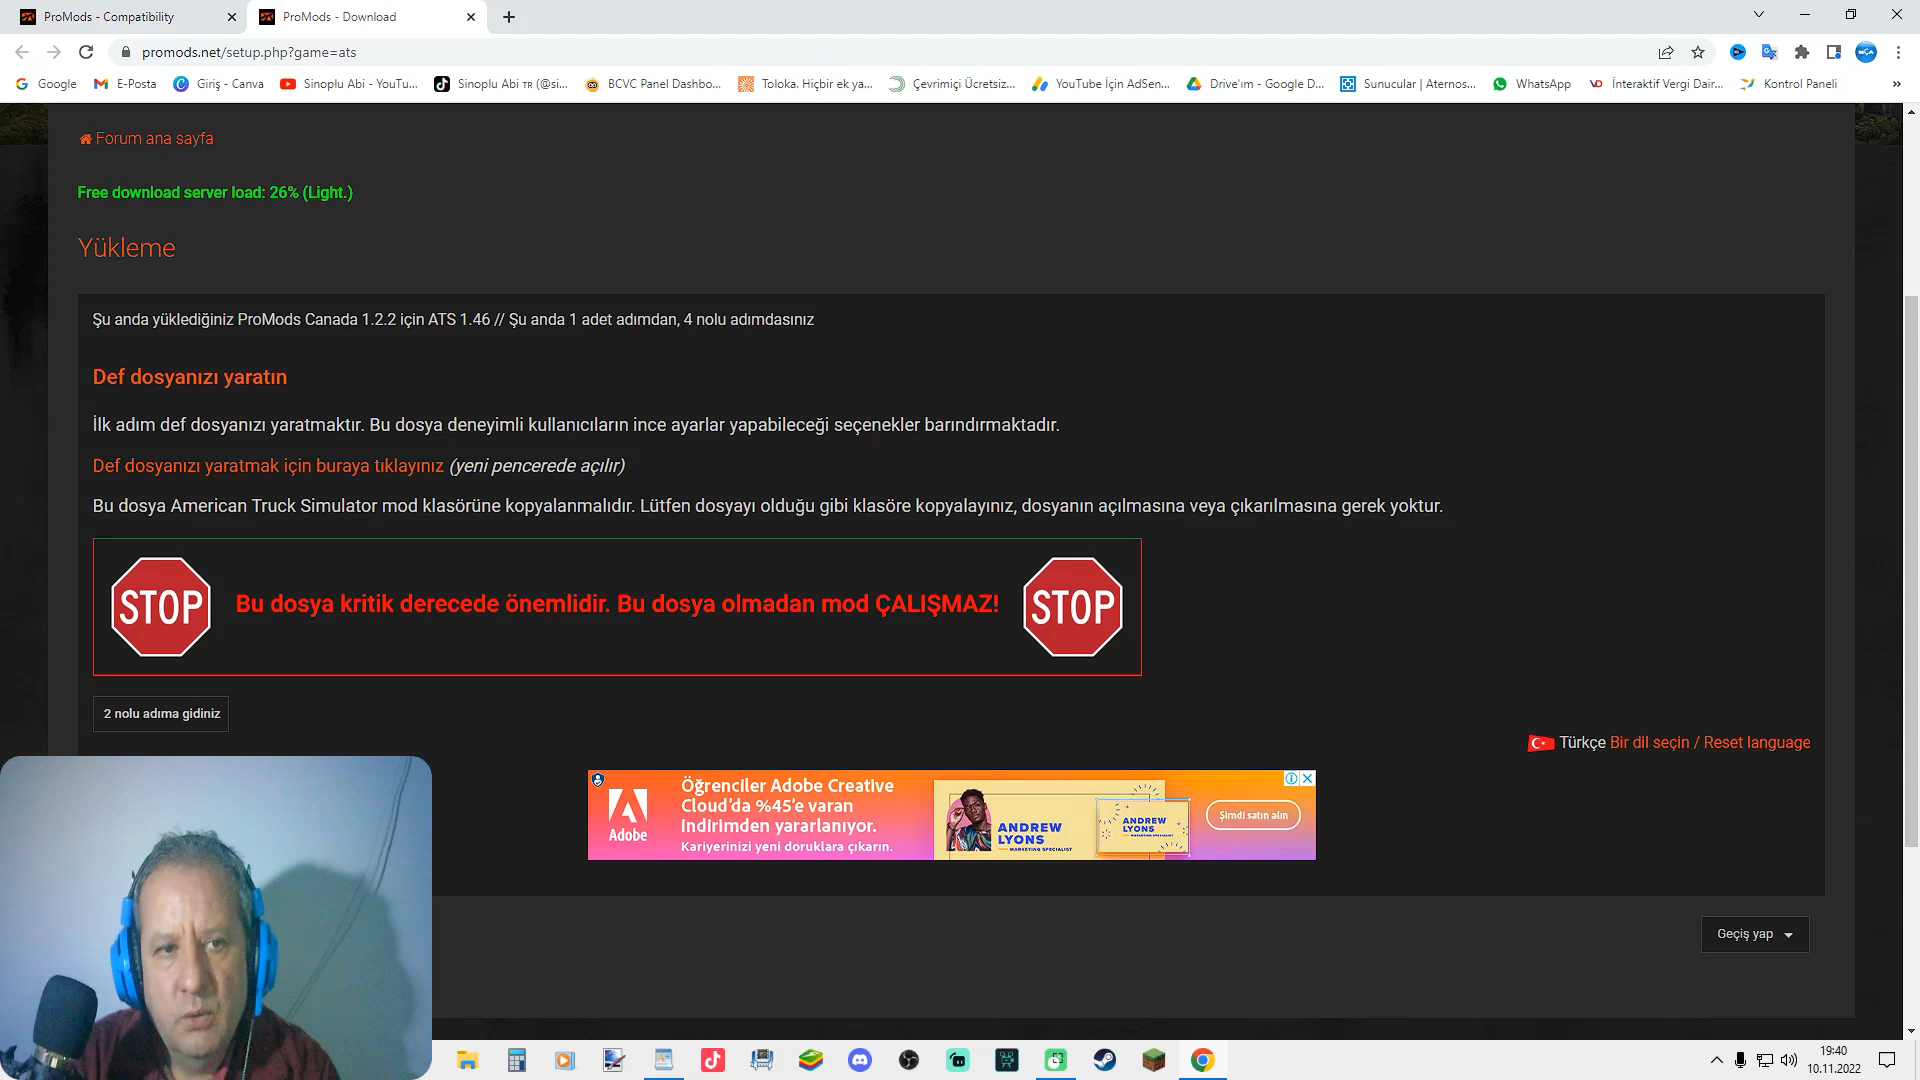 ProMods - Compatibility
ProMods - Download
promods.net/setup.php?game=ats
Google
E-Posta
Giriş - Canva
Sinoplu Abi - YouTu...
Sinoplu Abi TR (@si...
BCVC Panel Dashbo...
Toloka. Hiçbir ek ya...
Çevrimiçi Ücretsiz...
YouTube İçin AdSen...
Drive'ım - Google D...
Sunucular | Aternos...
WhatsApp
İnteraktif Vergi Dair...
Kontrol Paneli
Forum ana sayfa
Free download server load: 26% (Light.)
Yükleme
Şu anda yüklediğiniz ProMods Canada 1.2.2 için ATS 1.46 // Şu anda 1 adet adımdan, 4 nolu adımdasınız
Def dosyanızı yaratın
İlk adım def dosyanızı yaratmaktır. Bu dosya deneyimli kullanıcıların ince ayarlar yapabileceği seçenekler barındırmaktadır.
Def dosyanızı yaratmak için buraya tıklayınız (yeni pencerede açılır)
Bu dosya American Truck Simulator mod klasörüne kopyalanmalıdır. Lütfen dosyayı olduğu gibi klasöre kopyalayınız, dosyanın açılmasına veya çıkarılmasına gerek yoktur.
STOP
Bu dosya kritik derecede önemlidir. Bu dosya olmadan mod ÇALIŞMAZ!
STOP
2 nolu adıma gidiniz
Türkçe Bir dil seçin / Reset language
Adobe
Öğrenciler Adobe Creative
Cloud'da %45'e varan
indirimden yararlanıyor.
Kariyerinizi yeni doruklara çıkarın.
ANDREW
LYONS
MARKETING SPECIALIST
ANDREW
LYONS
Şimdi satın alın
Geçiş yap
19:40
10.11.2022